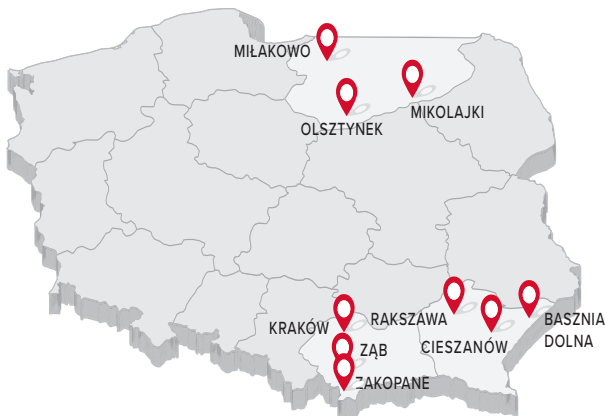 MIŁAKOWO
MIKOLAJKI
OLSZTYNEK
KRAKÓW
RAKSZAWA
BASZNIA
DOLNA
CIESZANÓW
ZĄB
ZAKOPANE